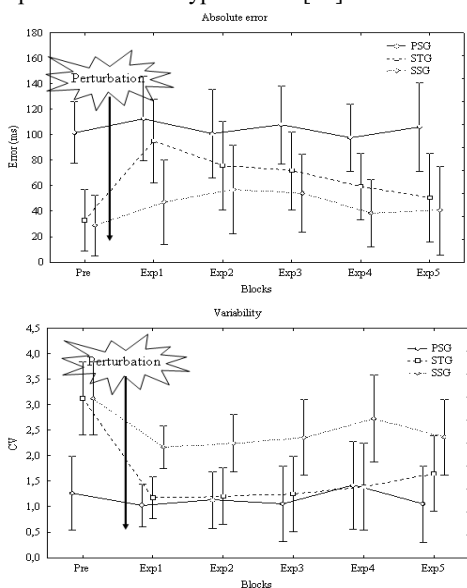 Absolute error
180
160
140
120
100
80
60
40
20
0
Error (ms)
Perturbation
PSG
STG
SSG
Pre Exp1 Exp2 Exp3 Exp4 Exp5
Blocks
Variability
4,5
4,0
3,5
3,0
2,5
2,0
1,5
1,0
0,5
0,0
CV
Perturbation
PSG
STG
SSG
Pre Exp1 Exp2 Exp3 Exp4 Exp5
Blocks